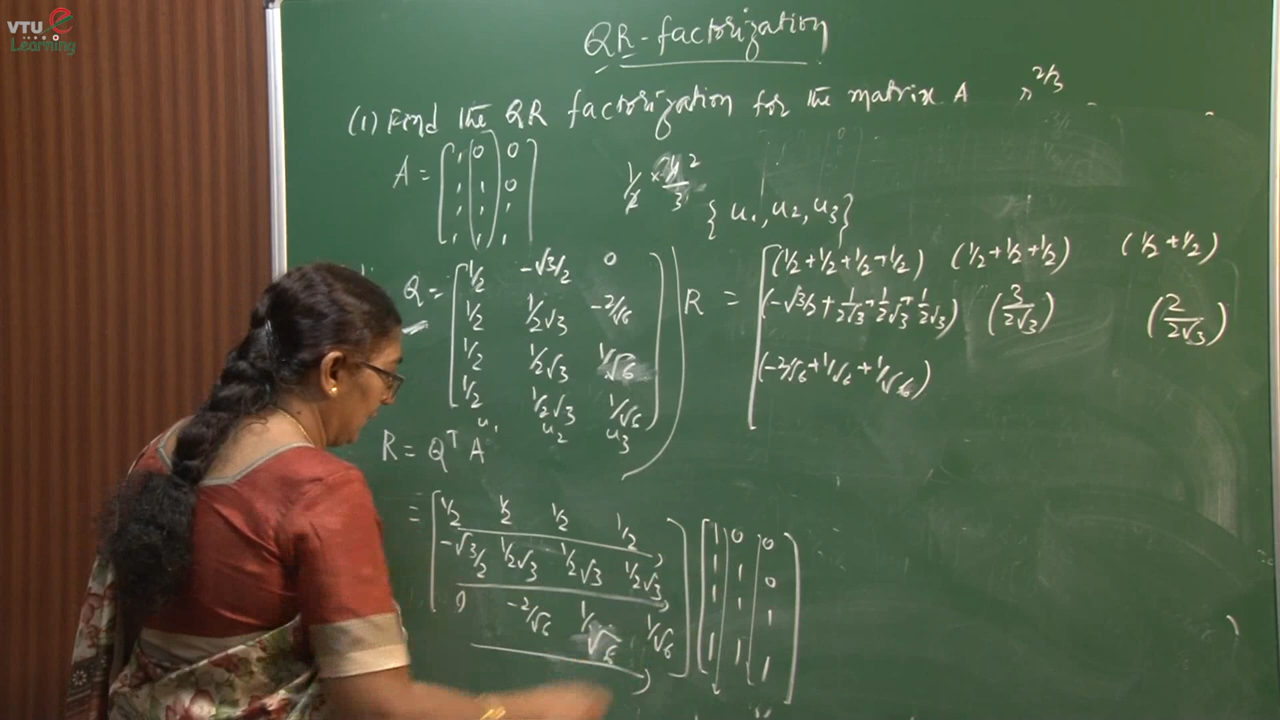 VTU e
Learning
QR-factorization
(1) Find the QR factorization for the matrix A
2/3
A = [ 1 0 0
1 1 0
1 1 1
1 1 1 ]
1/2 ×
3
2
{ u1, u2, u3 }
Q = [ 1/2 -√3/2 0
1/2 1/2√3 -2/√6
1/2 1/2√3 1/√6
1/2 1/2√3 1/√6 ]
u1 u2 u3
R = [ (1/2+1/2+1/2+1/2) (1/2+1/2+1/2) (1/2+1/2)
(-√3/2+1/2√3+1/2√3+1/2√3) (3/2√3) (2/2√3)
(-2/√6+1/√6+1/√6)
R = Qᵀ A
= [ 1/2 1/2 1/2 1/2
-√3/2 1/2√3 1/2√3 1/2√3
0 -2/√6 1/√6 1/√6 ] [ 1 0 0
1 1 0
1 1 1
1 1 1 ]